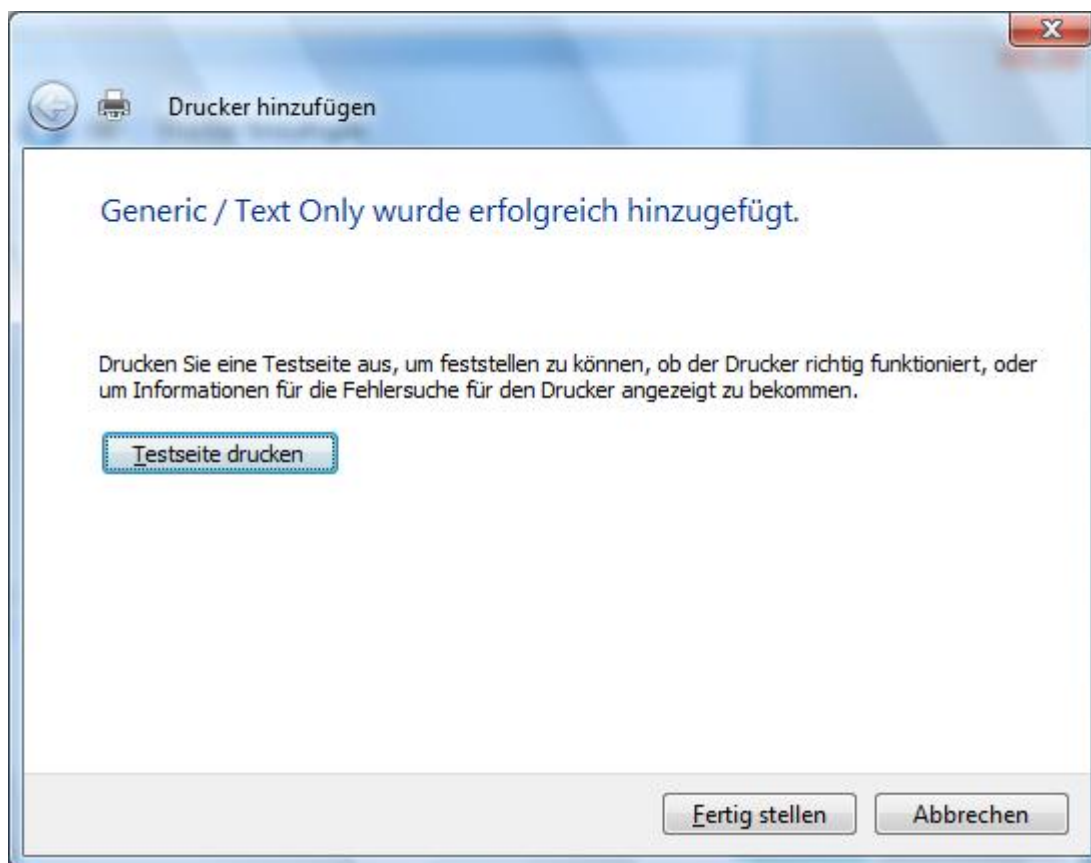 Drucker hinzufügen
Generic / Text Only wurde erfolgreich hinzugefügt.
Drucken Sie eine Testseite aus, um feststellen zu können, ob der Drucker richtig funktioniert, oder
um Informationen für die Fehlersuche für den Drucker angezeigt zu bekommen.
Testseite drucken
Fertig stellen Abbrechen